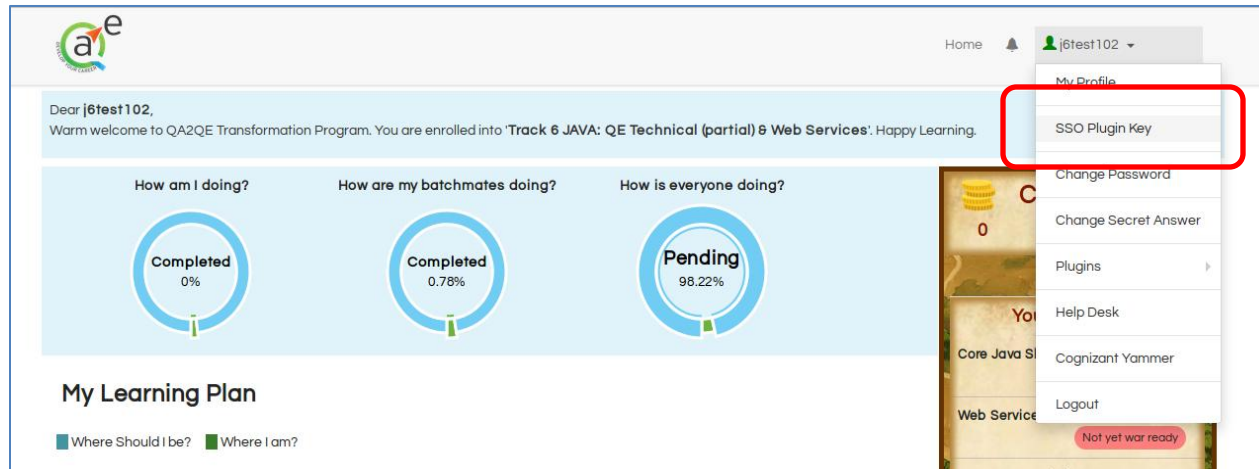 a e
Home j6test102
My Profile
SSO Plugin Key
Change Password
Change Secret Answer
Plugins
Help Desk
Cognizant Yammer
Logout
Dear j6test102,
Warm welcome to QA2QE Transformation Program. You are enrolled into 'Track 6 JAVA: QE Technical (partial) & Web Services'. Happy Learning.
How am I doing?
Completed
0%
How are my batchmates doing?
Completed
0.78%
How is everyone doing?
Pending
98.22%
C
0
You
Core Java S
Web Service
Not yet war ready
My Learning Plan
Where Should I be? Where I am?